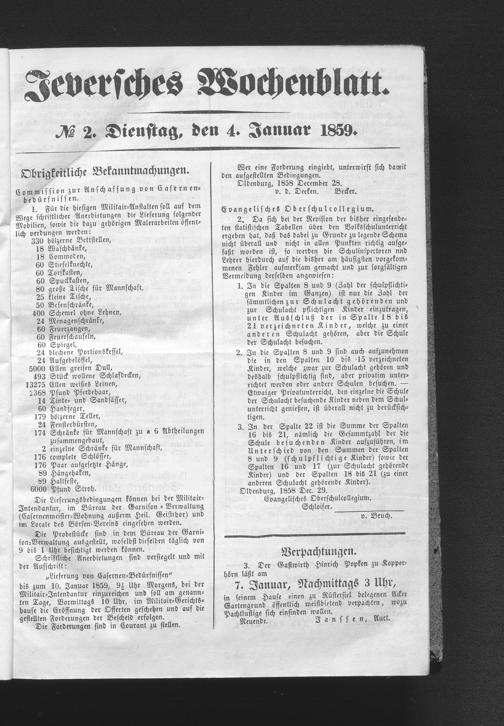 Jeversches Wochenblatt.
№ 2. Dienstag, den 4. Januar 1859.
Obrigkeitliche Bekanntmachungen.
Commission zur Anschaffung von Casernen-
bedürfnissen.
1. Für die hiesigen Militair-Anstalten soll auf dem
Wege schriftlicher Anerbietungen die Lieferung folgender
Mobilien, sowie die dazu gehörigen Malerarbeiten öffent-
lich verdungen werden:
330 hölzerne Bettstellen,
18 Waschbänke,
18 Commoden,
60 Stiefelknechte,
60 Torfkasten,
60 Spuckkasten,
80 große Tische für Mannschaft,
25 kleine Tische,
50 Besenschränke,
400 Schemel ohne Lehnen,
24 Menagenschränke,
60 Feuerzangen,
60 Feuerschaufeln,
60 Spiegel,
24 blechene Portionskessel,
24 Aufgebelöffel,
5000 Ellen greisen Dull,
493 Stück wollene Schlafdecken,
13275 Ellen weißes Leinen,
7368 Pfund Pferdehaar,
14 Tinte- und Sandfässer,
60 Handfeger,
179 hölzerne Teller,
24 Fensterbürsten,
174 Schränke für Mannschaft zu a 6 Abtheilungen
zusammengebaut,
2 einzelne Schränke für Mannschaft,
176 complete Schlösser,
176 Paar aufgesetzte Hänge,
89 Hängehaken,
89 Haltfeste,
6000 Pfund Stroh.
Die Lieferungsbedingungen können bei der Militair-
Intendantur, im Büreau der Garnison-Verwaltung
(Casernenmeister-Wohnung außerm Heil. Geistthor) und
im Locale des Börsen-Vereins eingesehen werden.
Die Probestücke sind in dem Büreau der Garni-
son-Verwaltung ausgestellt, woselbst dieselben täglich von
9 bis 1 Uhr besichtigt werden können.
Schriftliche Anerbietungen sind versiegelt und mit
der Aufschrift:
„Lieferung von Casernen-Bedürfnissen"
bis zum 10. Januar 1859, 9½ Uhr Morgens, bei der
Militair-Intendantur einzureichen und soll am genann-
ten Tage, Vormittags 10 Uhr, im Militair-Gerichts-
hause die Eröffnung der Offerten geschehen und auf die
gestellten Forderungen der Bescheid erfolgen.
Die Forderungen sind in Courant zu stellen.
Wer eine Forderung eingiebt, unterwirft sich damit
den aufgestellten Bedingungen.
Oldenburg, 1858 December 28.
v. d. Decken. Becker.
Evangelisches Oberschulcollegium.
2. Da sich bei der Revision der bisher eingesende-
ten statistischen Tabellen über den Volksschulunterricht
ergeben hat, daß das dabei zu Grunde zu legende Schema
nicht überall und nicht in allen Punkten richtig aufge-
faßt worden ist, so werden die Schulinspectoren und
Lehrer hierdurch auf die bisher am häufigsten vorgekom-
menen Fehler aufmerksam gemacht und zur sorgfältigen
Vermeidung derselben angewiesen:
1. In die Spalten 8 und 9 (Zahl der schulpflichti-
gen Kinder im Ganzen) ist nur die Zahl der
sämmtlichen zur Schulacht gehörenden und
zur Schulacht pflichtigen Kinder einzutragen,
unter Ausschluß der in Spalte 18 bis
21 verzeichneten Kinder, welche zu einer
anderen Schulacht gehören, aber die Schule
der Schulacht besuchen.
2. In die Spalten 8 und 9 sind auch aufzunehmen
die in den Spalten 10 bis 15 verzeichneten
Kinder, welche zwar zur Schulacht gehören und
deshalb schulpflichtig sind, aber privatim unter-
richtet werden oder andere Schulen besuchen. —
Etwaiger Privatunterricht, den einzelne die Schule
der Schulacht besuchende Kinder neben dem Schul-
unterricht genießen, ist überall nicht zu berücksich-
tigen.
3. In der Spalte 22 ist die Summe der Spalten
16 bis 21, nämlich die Gesammtzahl der die
Schule besuchenden Kinder aufzunehmen, im
Unterschied von den Summen der Spalten
8 und 9 (schulpflichtige Kinder) sowie der
Spalten 16 und 17 (zur Schulacht gehörende
Kinder) und der Spalten 18 bis 21 (zu einer
anderen Schulacht gehörende Kinder).
Oldenburg, 1858 Dec. 29.
Evangelisches Oberschulcollegium.
Schloifer.
v. Buch.
Verpachtungen.
3. Der Gastwirth Hinrich Popken zu Kopper-
hörn läßt am
7. Januar, Nachmittags 3 Uhr,
in seinem Hause einen zu Rüstersiel belegenen Acker
Gartengrund öffentlich meistbietend verpachten, wozu
Pachtlustige sich einfinden wollen.
Neuende. Janssen, Auct.